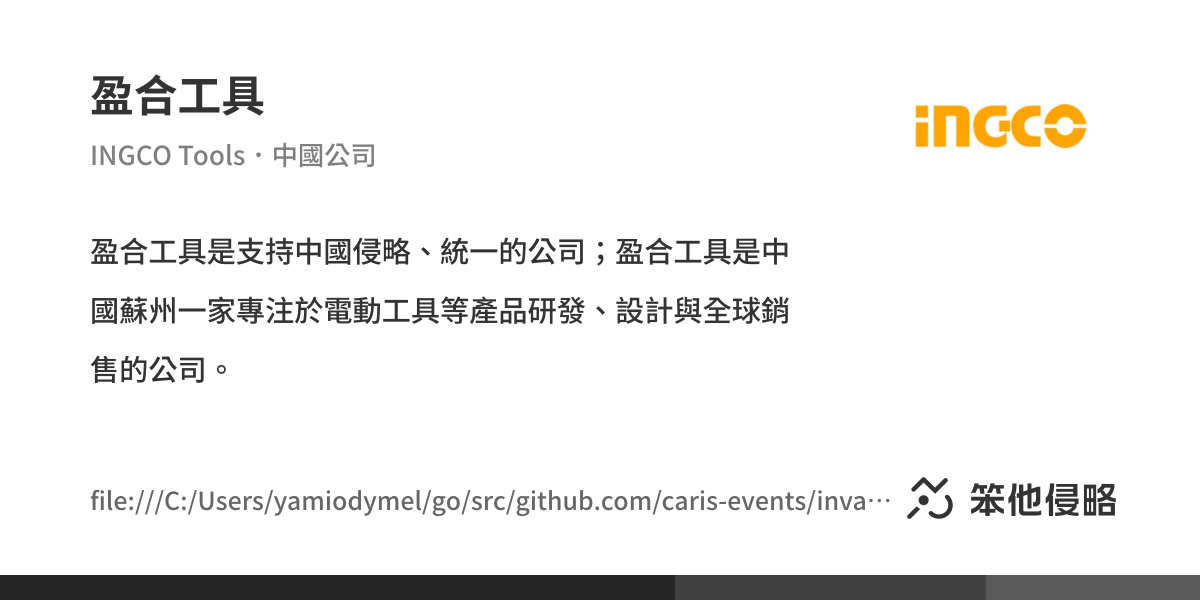 盈合工具
INGCO
INGCO Tools · 中國公司
盈合工具是支持中國侵略、統一的公司；盈合工具是中
國蘇州一家專注於電動工具等產品研發、設計與全球銷
售的公司。
file:///C:/Users/yamiodymel/go/src/github.com/caris-events/inva…
笨他侵略